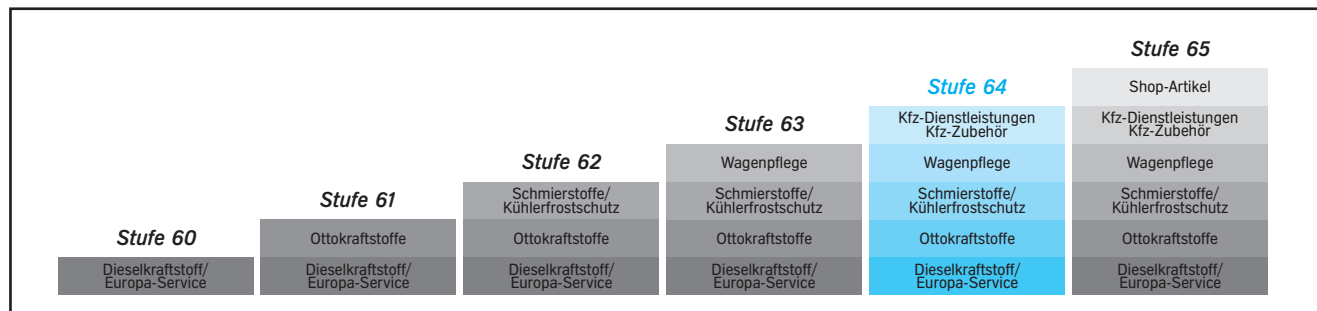 Stufe 65
Stufe 64
Shop-Artikel
Stufe 63
Kfz-Dienstleistungen
Kfz-Zubehör
Kfz-Dienstleistungen
Kfz-Zubehör
Stufe 62
Wagenpflege
Wagenpflege
Wagenpflege
Stufe 61
Schmierstoffe/
Kühlerfrostschutz
Schmierstoffe/
Kühlerfrostschutz
Schmierstoffe/
Kühlerfrostschutz
Schmierstoffe/
Kühlerfrostschutz
Stufe 60
Ottokraftstoffe
Ottokraftstoffe
Ottokraftstoffe
Ottokraftstoffe
Ottokraftstoffe
Dieselkraftstoff/
Europa-Service
Dieselkraftstoff/
Europa-Service
Dieselkraftstoff/
Europa-Service
Dieselkraftstoff/
Europa-Service
Dieselkraftstoff/
Europa-Service
Dieselkraftstoff/
Europa-Service